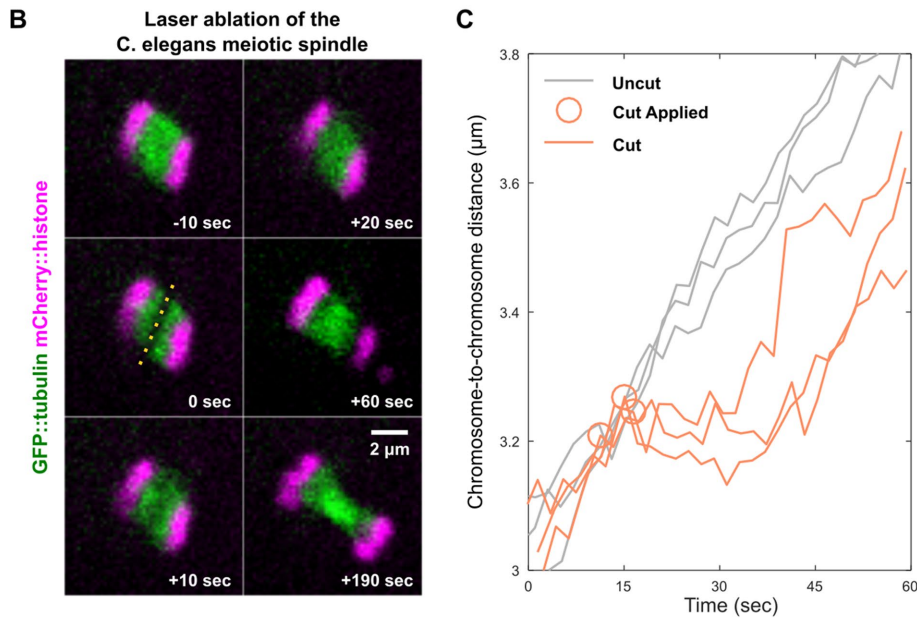 B
Laser ablation of the
C. elegans meiotic spindle
GFP::tubulin mCherry::histone
-10 sec
+20 sec
0 sec
+60 sec
+10 sec
2 μm
+190 sec
C
Chromosome-to-chromosome distance (μm)
3.8
3.6
3.4
3.2
3
Uncut
Cut Applied
Cut
0
15
30
45
60
Time (sec)